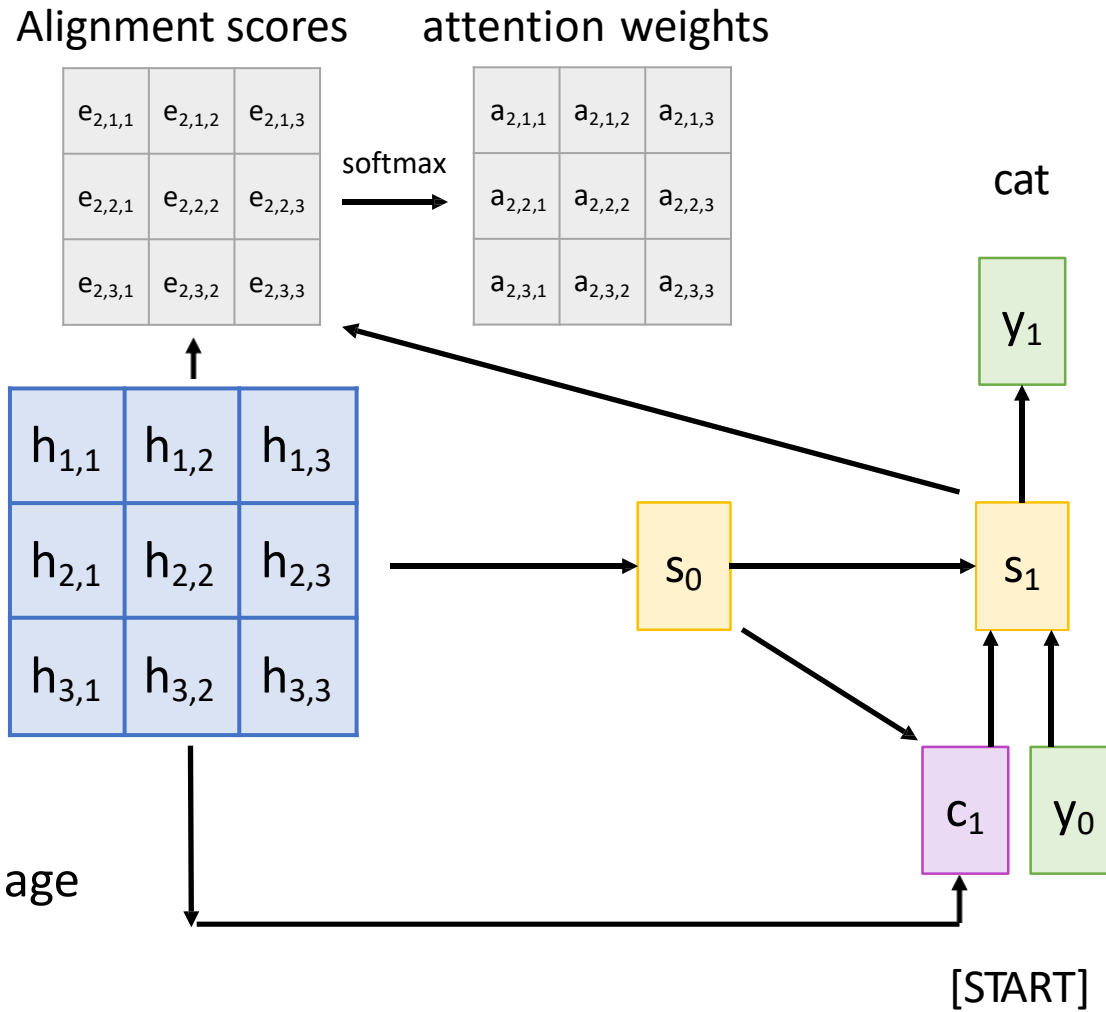 Alignment scores attention weights
e2,1,1 e2,1,2 e2,1,3 a2,1,1 a2,1,2 a2,1,3
softmax
e2,2,1 e2,2,2 e2,2,3 a2,2,1 a2,2,2 a2,2,3
cat
e2,3,1 e2,3,2 e2,3,3 a2,3,1 a2,3,2 a2,3,3
y1
h1,1 h1,2 h1,3
h2,1 h2,2 h2,3 s0 s1
h3,1 h3,2 h3,3
c1 y0
age
[START]